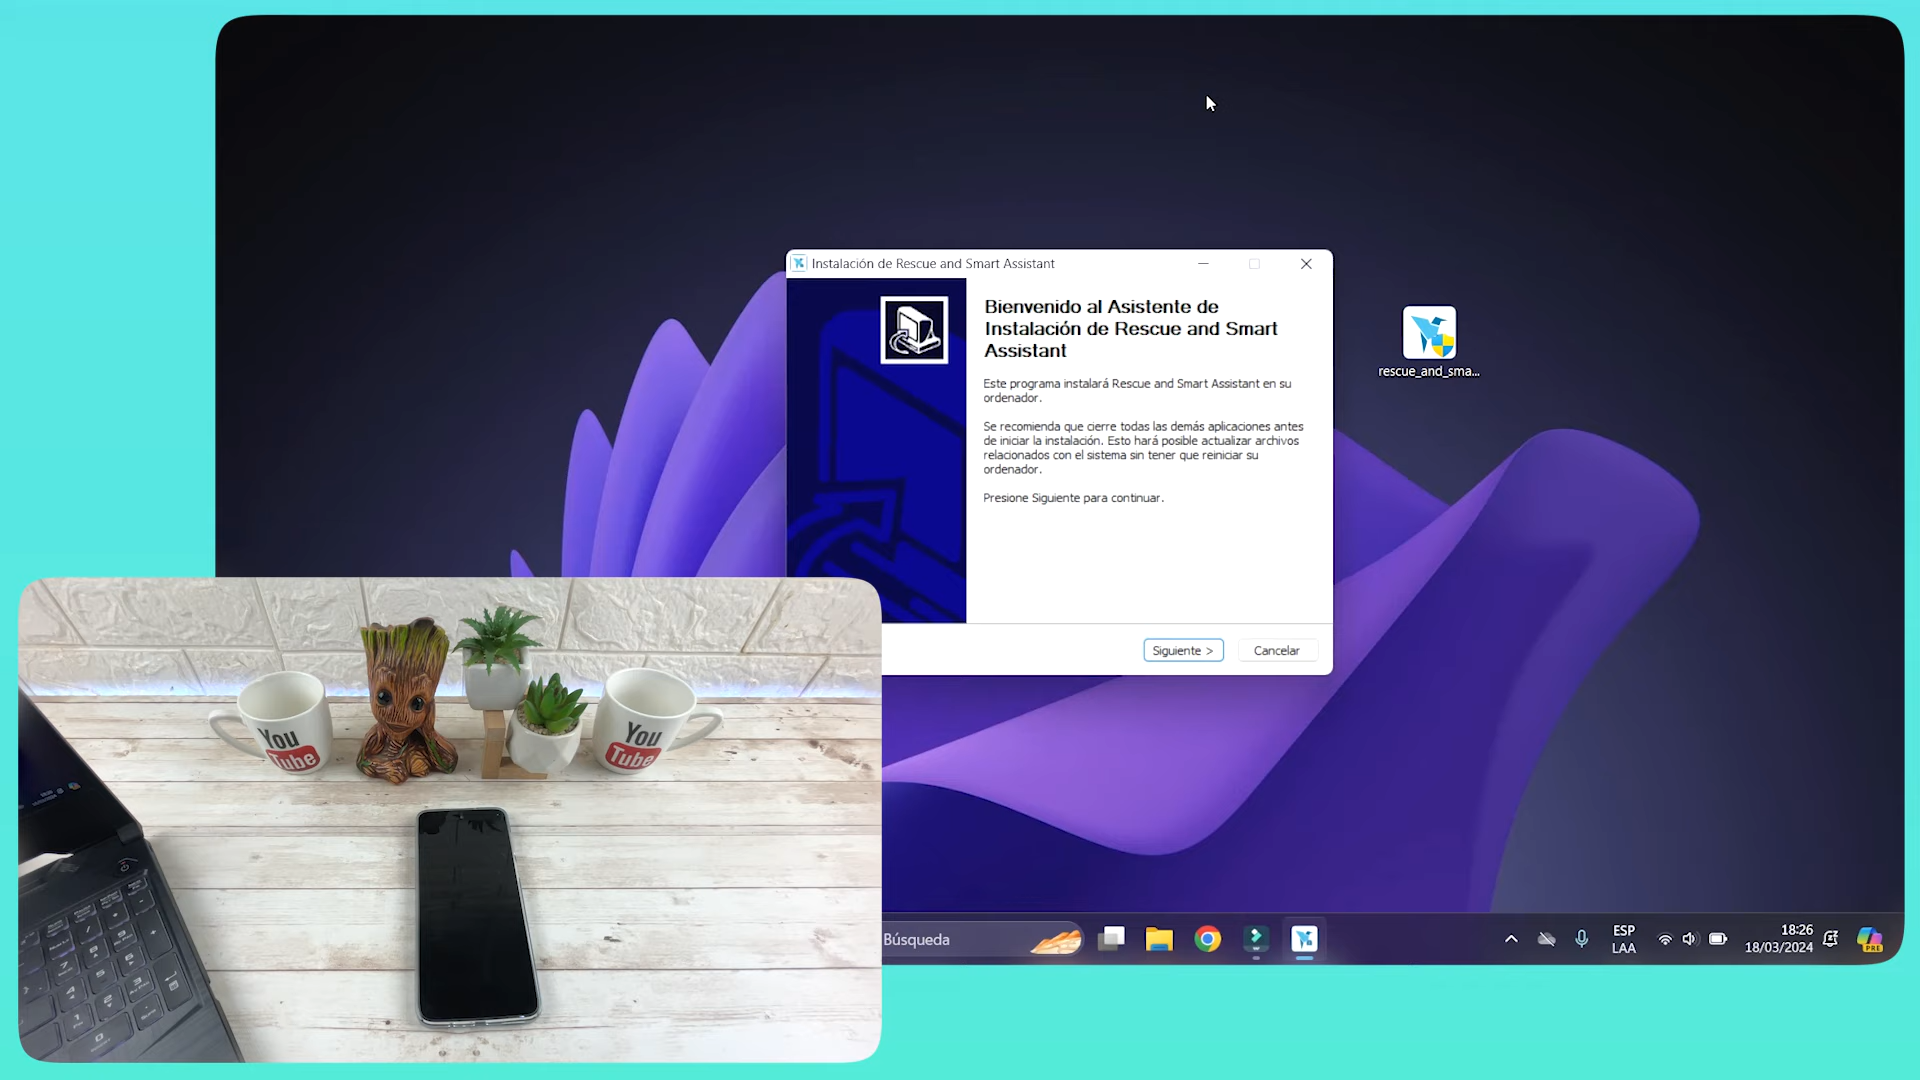 Instalación de Rescue and Smart Assistant
Bienvenido al Asistente de
Instalación de Rescue and Smart
Assistant
Este programa instalará Rescue and Smart Assistant en su
ordenador.
Se recomienda que cierre todas las demás aplicaciones antes
de iniciar la instalación. Esto hará posible actualizar archivos
relacionados con el sistema sin tener que reiniciar su
ordenador.
Presione Siguiente para continuar.
Siguiente >
Cancelar
rescue_and_sma...
You
Tube
You
Tube
Búsqueda
ESP
LAA
18:26
18/03/2024
PRE